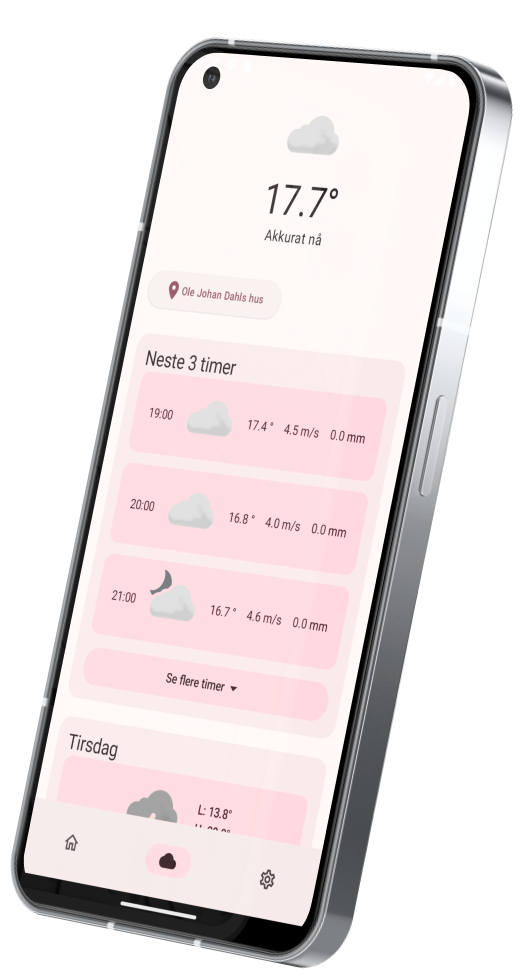 17.7°
Akkurat nå
Ole Johan Dahls hus
Neste 3 timer
19:00 17.4 ° 4.5 m/s 0.0 mm
20:00 16.8 ° 4.0 m/s 0.0 mm
21:00 16.7 ° 4.6 m/s 0.0 mm
Se flere timer
Tirsdag
L: 13.8°